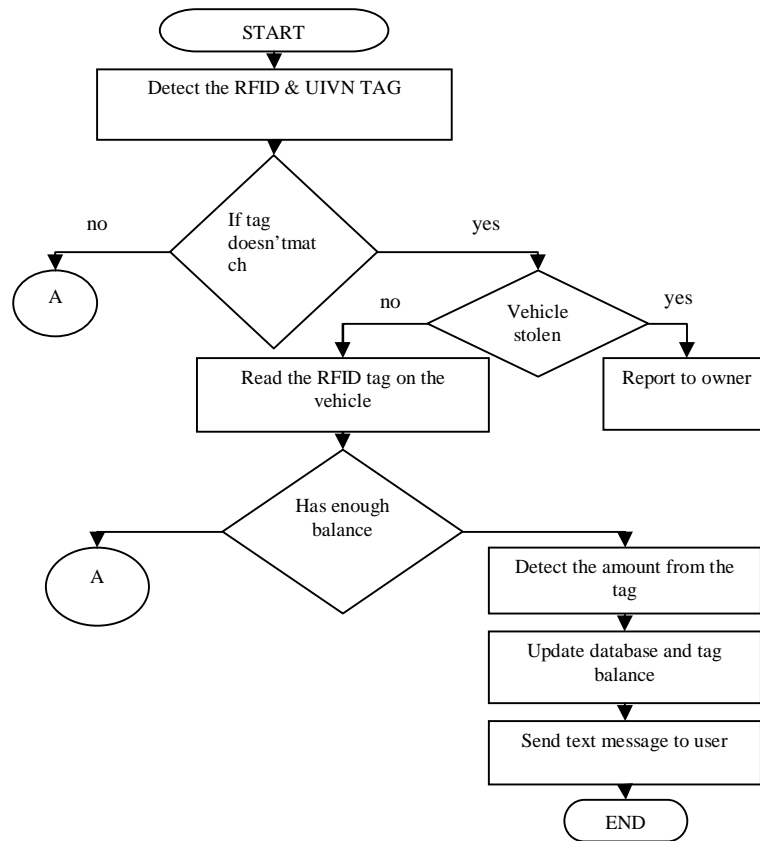 START
Detect the RFID & UIVN TAG
If tag
doesn'tmat
ch
no
yes
A
Vehicle
stolen
no
yes
Read the RFID tag on the
vehicle
Report to owner
Has enough
balance
A
Detect the amount from the
tag
Update database and tag
balance
Send text message to user
END